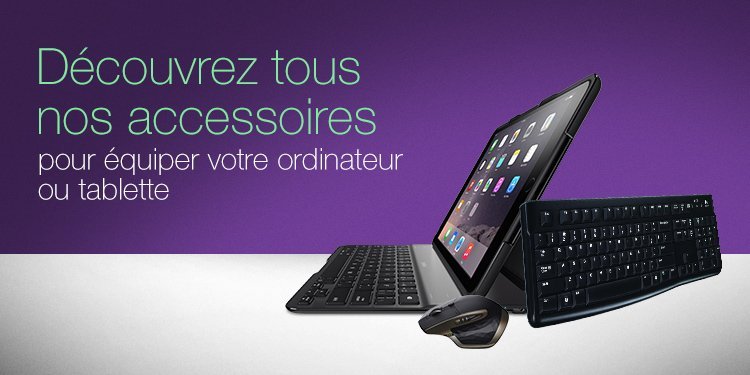 Découvrez tous
nos accessoires
pour équiper votre ordinateur
ou tablette